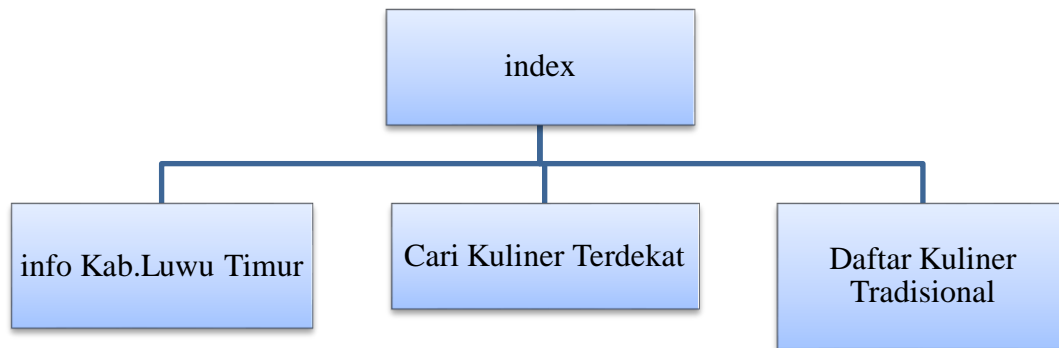 index
info Kab.Luwu Timur
Cari Kuliner Terdekat
Daftar Kuliner
Tradisional